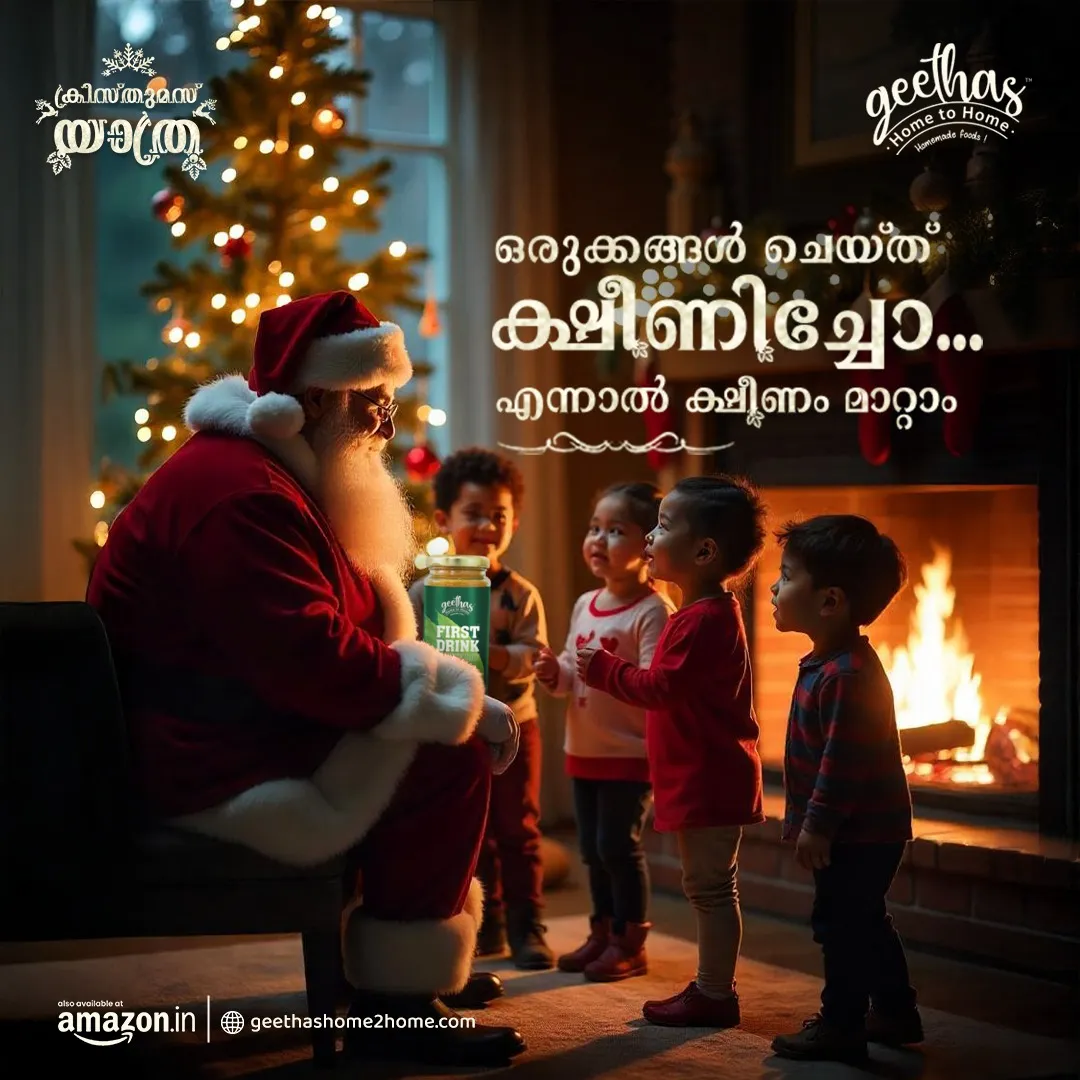 ക്രിസ്തുമസ്
യാത്ര
geethas™
Home to Home
Homemade Foods !
ഒരുക്കങ്ങൾ ചെയ്ത്
ക്ഷീണിച്ചോ...
എന്നാൽ ക്ഷീണം മാറ്റാം
geethas
FIRST
DRINK
also available at
amazon.in
geethashome2home.com